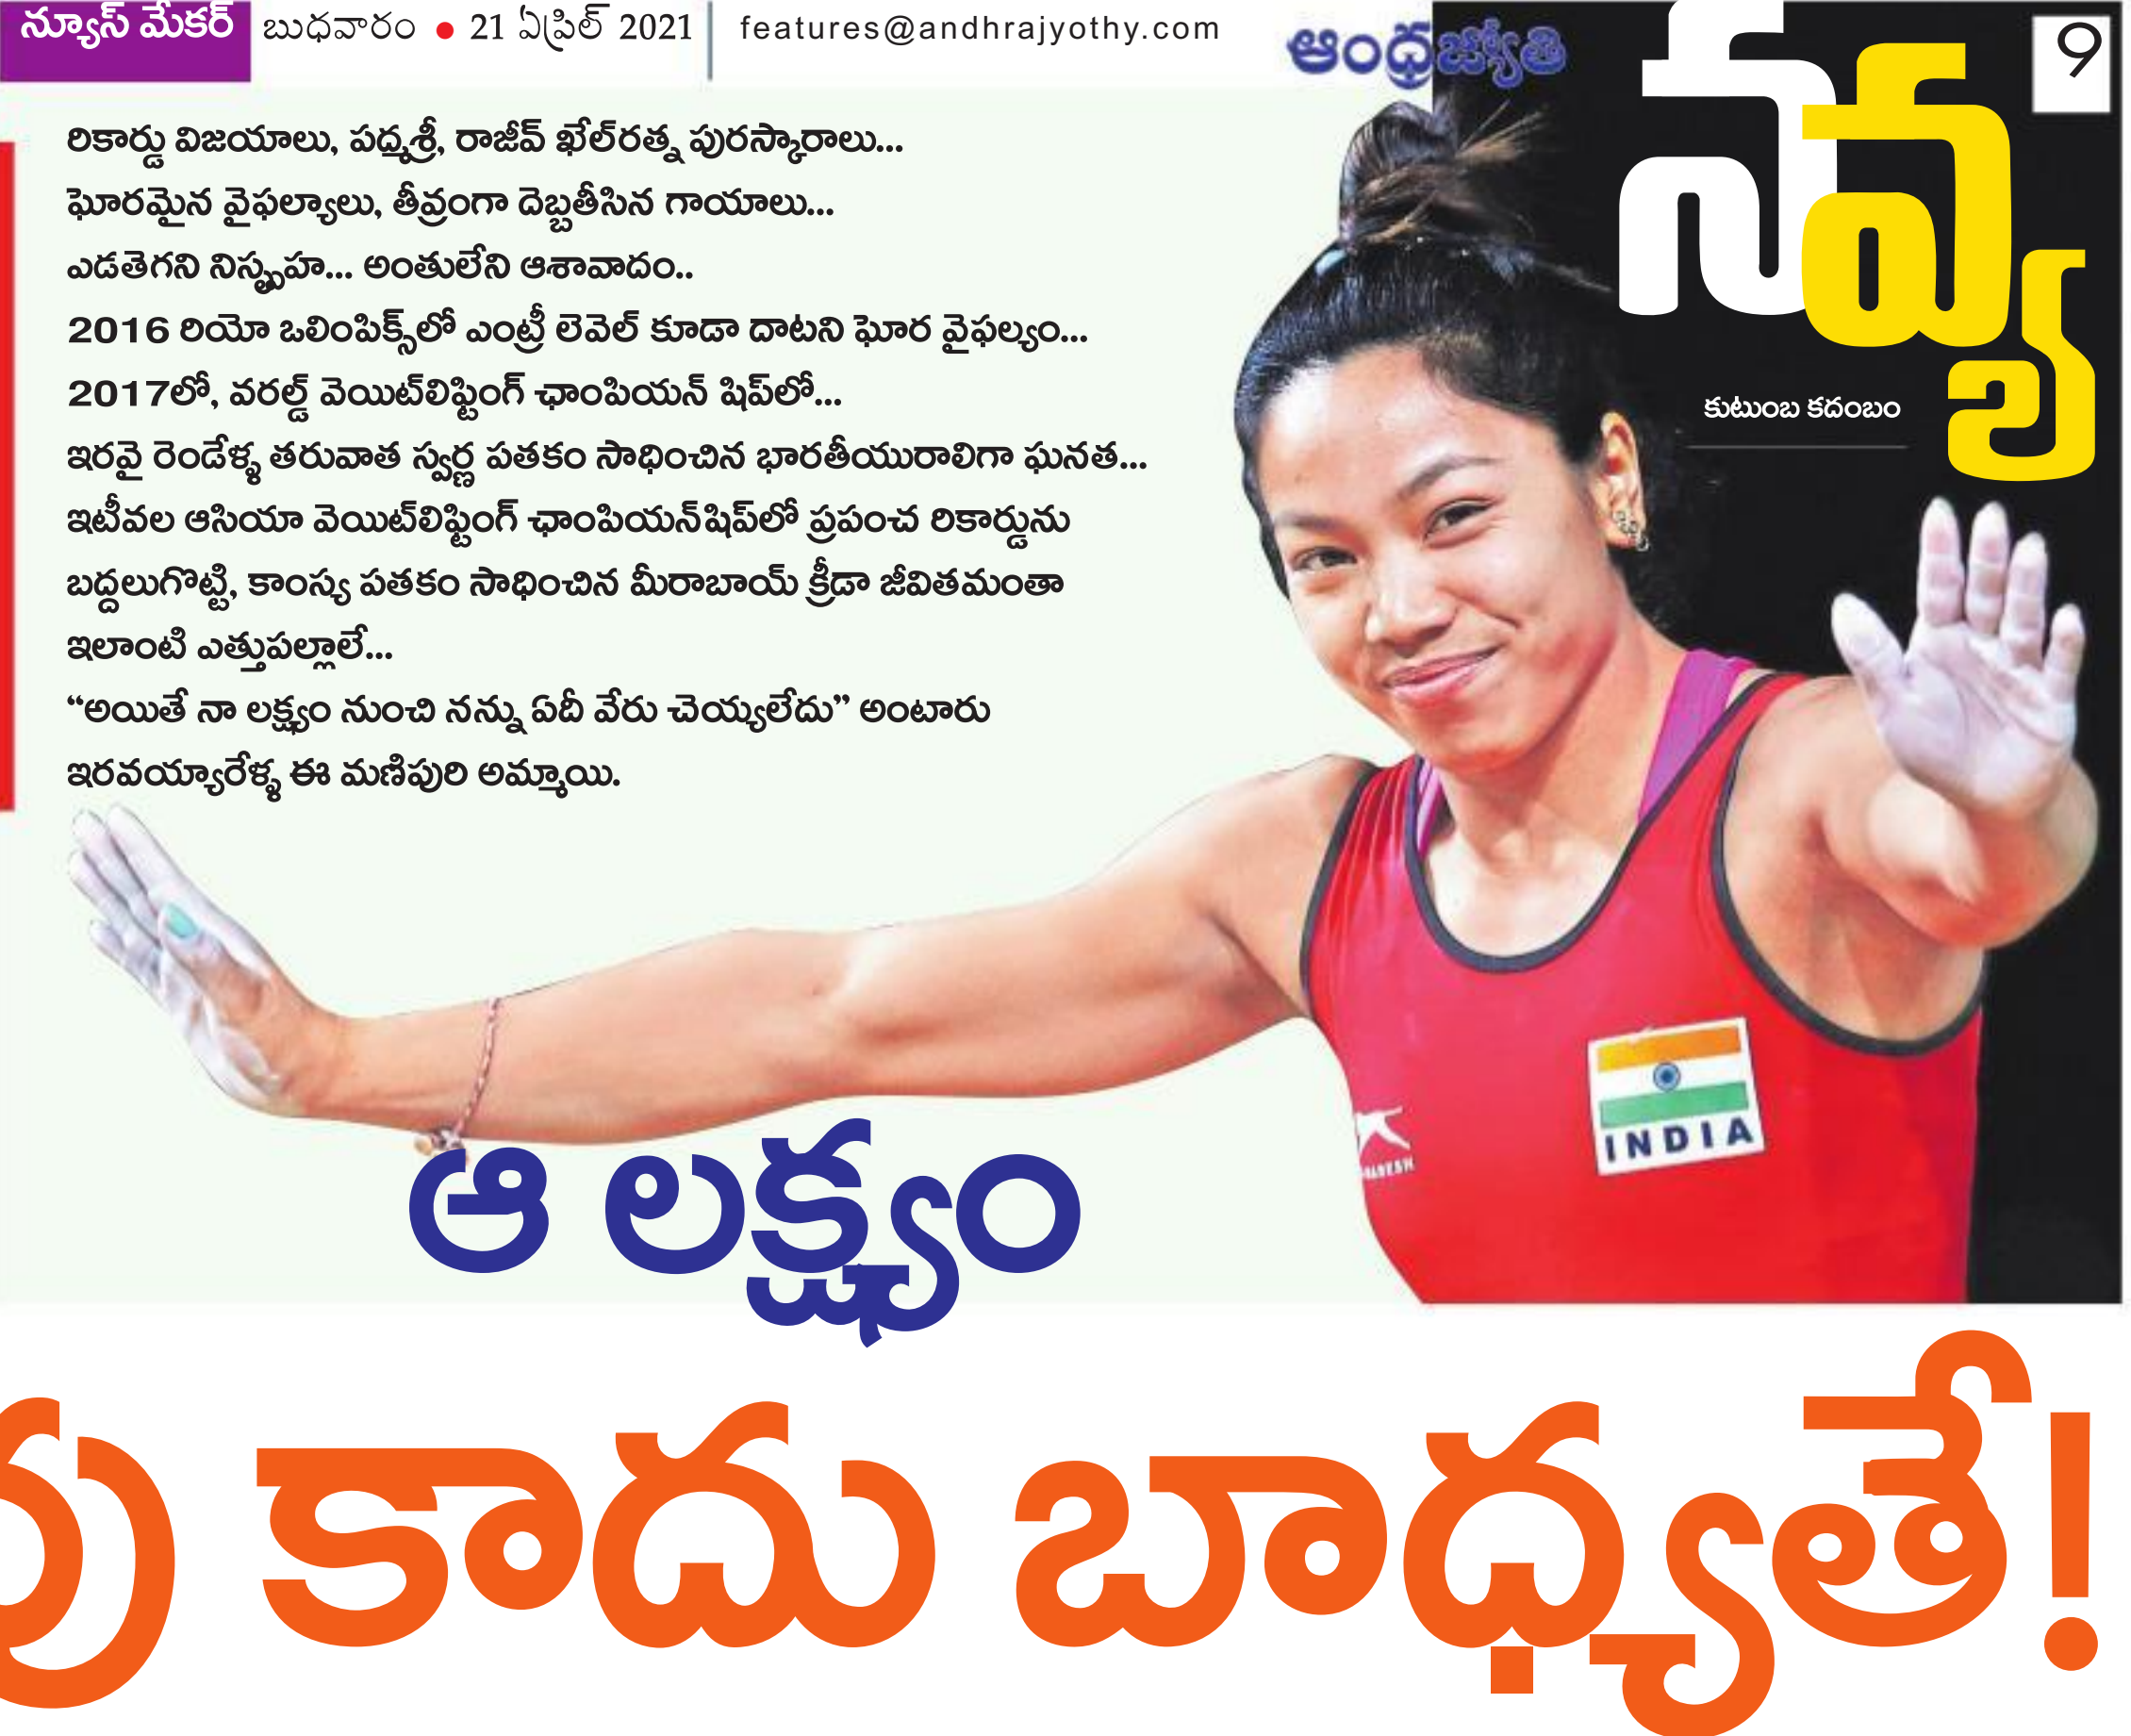 న్యూస్ మేకర్ బుధవారం ● 21 ఏప్రిల్ 2021 features@andhrajyothy.com ఆంధ్రజ్యోతి
నవ్య ౨
కుటుంబ కదంబం
రికార్డు విజయాలు, పద్మశ్రీ, రాజీవ్ ఖేల్‌రత్న పురస్కారాలు...
ఘోరమైన వైఫల్యాలు, తీవ్రంగా దెబ్బతీసిన గాయాలు...
ఎడతెగని నిస్పృహ... అంతులేని ఆశావాదం..
2016 రియో ఒలింపిక్స్‌లో ఎంట్రీ లెవెల్ కూడా దాటని ఘోర వైఫల్యం...
2017లో, వరల్డ్ వెయిట్‌లిఫ్టింగ్ ఛాంపియన్ షిప్‌లో...
ఇరవై రెండేళ్ళ తరువాత స్వర్ణ పతకం సాధించిన భారతీయురాలిగా ఘనత...
ఇటీవల ఆసియా వెయిట్‌లిఫ్టింగ్ ఛాంపియన్‌షిప్‌లో ప్రపంచ రికార్డును
బద్దలుగొట్టి, కాంస్య పతకం సాధించిన మీరాబాయ్ క్రీడా జీవితమంతా
ఇలాంటి ఎత్తుపల్లాలే...
“అయితే నా లక్ష్యం నుంచి నన్ను ఏదీ వేరు చెయ్యలేదు” అంటారు
ఇరవయ్యారేళ్ళ ఈ మణిపురి అమ్మాయి.
INDIA
ఆ లక్ష్యం
కాదు బాధ్యతే!